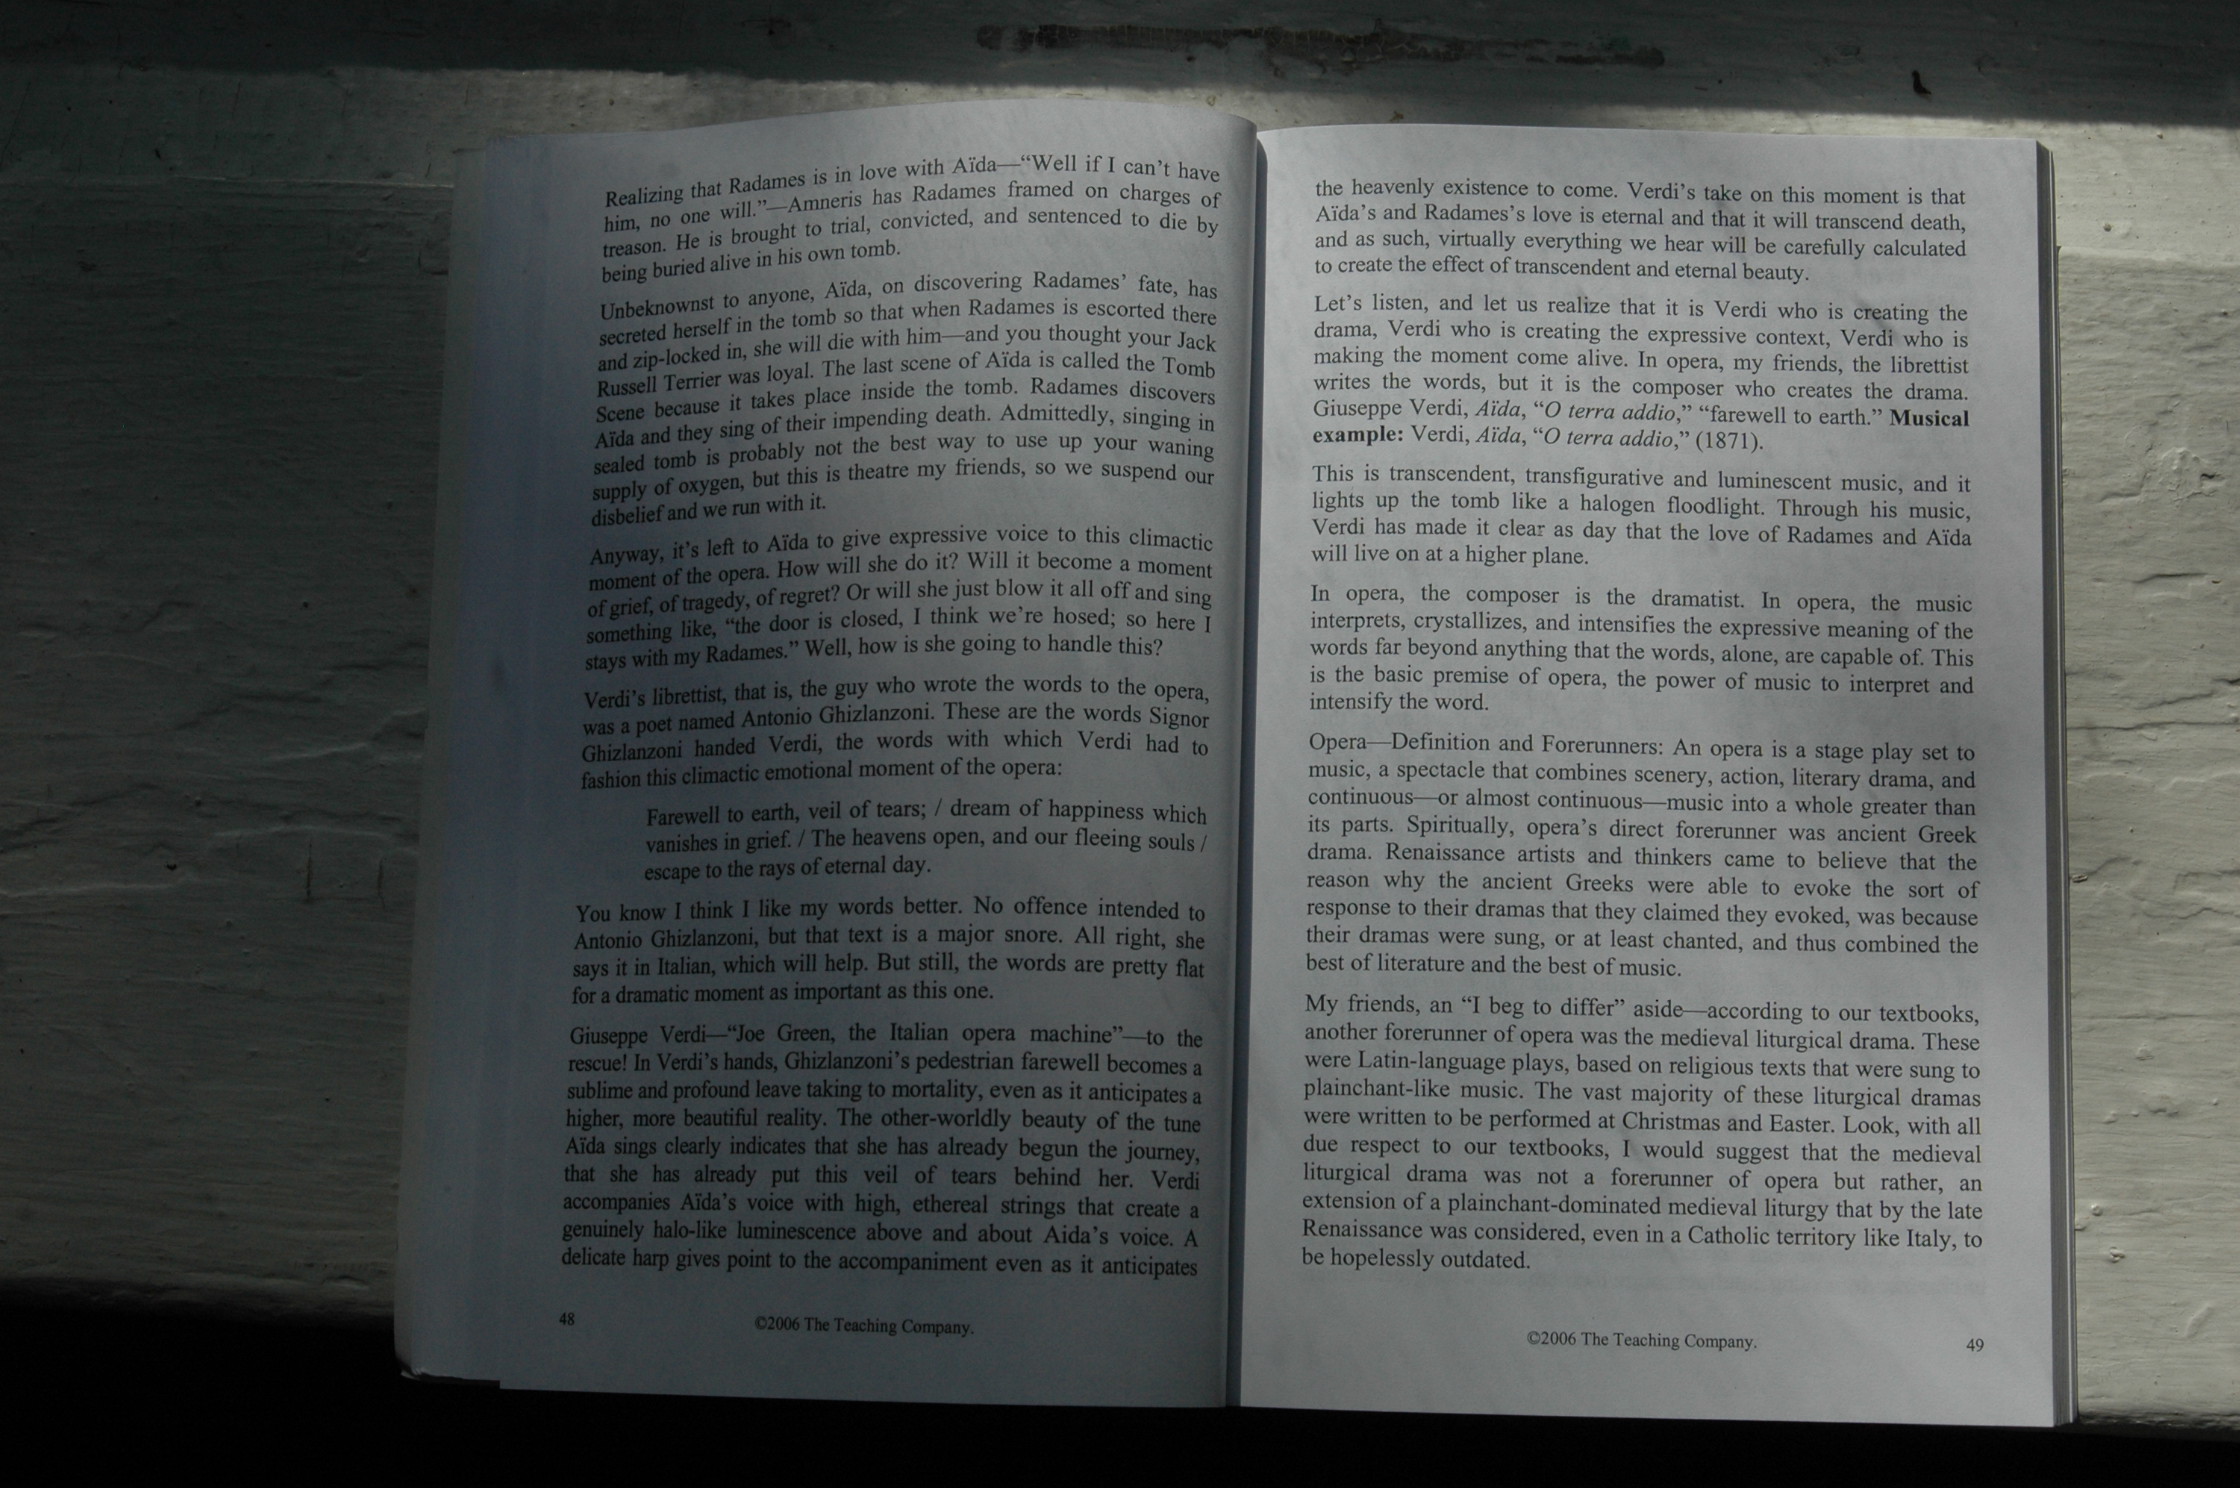 Realizing that Radames is in love with Aïda—“Well if I can’t have
him, no one will.”—Amneris has Radames framed on charges of
treason. He is brought to trial, convicted, and sentenced to die by
being buried alive in his own tomb.
Unbeknownst to anyone, Aïda, on discovering Radames’ fate, has
secreted herself in the tomb so that when Radames is escorted there
and zip-locked in, she will die with him—and you thought your Jack
Russell Terrier was loyal. The last scene of Aïda is called the Tomb
Scene because it takes place inside the tomb. Radames discovers
Aïda and they sing of their impending death. Admittedly, singing in
sealed tomb is probably not the best way to use up your waning
supply of oxygen, but this is theatre my friends, so we suspend our
disbelief and we run with it.
Anyway, it’s left to Aïda to give expressive voice to this climactic
moment of the opera. How will she do it? Will it become a moment
of grief, of tragedy, of regret? Or will she just blow it all off and sing
something like, “the door is closed, I think we’re hosed; so here I
stays with my Radames.” Well, how is she going to handle this?
Verdi’s librettist, that is, the guy who wrote the words to the opera,
was a poet named Antonio Ghizlanzoni. These are the words Signor
Ghizlanzoni handed Verdi, the words with which Verdi had to
fashion this climactic emotional moment of the opera:
Farewell to earth, veil of tears; / dream of happiness which
vanishes in grief. / The heavens open, and our fleeing souls /
escape to the rays of eternal day.
You know I think I like my words better. No offence intended to
Antonio Ghizlanzoni, but that text is a major snore. All right, she
says it in Italian, which will help. But still, the words are pretty flat
for a dramatic moment as important as this one.
Giuseppe Verdi—“Joe Green, the Italian opera machine”—to the
rescue! In Verdi’s hands, Ghizlanzoni’s pedestrian farewell becomes a
sublime and profound leave taking to mortality, even as it anticipates a
higher, more beautiful reality. The other-worldly beauty of the tune
Aïda sings clearly indicates that she has already begun the journey,
that she has already put this veil of tears behind her. Verdi
accompanies Aïda’s voice with high, ethereal strings that create a
genuinely halo-like luminescence above and about Aida’s voice. A
delicate harp gives point to the accompaniment even as it anticipates
48
©2006 The Teaching Company.
the heavenly existence to come. Verdi’s take on this moment is that
Aïda’s and Radames’s love is eternal and that it will transcend death,
and as such, virtually everything we hear will be carefully calculated
to create the effect of transcendent and eternal beauty.
Let’s listen, and let us realize that it is Verdi who is creating the
drama, Verdi who is creating the expressive context, Verdi who is
making the moment come alive. In opera, my friends, the librettist
writes the words, but it is the composer who creates the drama.
Giuseppe Verdi, Aïda, “O terra addio,” “farewell to earth.” Musical
example: Verdi, Aïda, “O terra addio,” (1871).
This is transcendent, transfigurative and luminescent music, and it
lights up the tomb like a halogen floodlight. Through his music,
Verdi has made it clear as day that the love of Radames and Aïda
will live on at a higher plane.
In opera, the composer is the dramatist. In opera, the music
interprets, crystallizes, and intensifies the expressive meaning of the
words far beyond anything that the words, alone, are capable of. This
is the basic premise of opera, the power of music to interpret and
intensify the word.
Opera—Definition and Forerunners: An opera is a stage play set to
music, a spectacle that combines scenery, action, literary drama, and
continuous—or almost continuous—music into a whole greater than
its parts. Spiritually, opera’s direct forerunner was ancient Greek
drama. Renaissance artists and thinkers came to believe that the
reason why the ancient Greeks were able to evoke the sort of
response to their dramas that they claimed they evoked, was because
their dramas were sung, or at least chanted, and thus combined the
best of literature and the best of music.
My friends, an “I beg to differ” aside—according to our textbooks,
another forerunner of opera was the medieval liturgical drama. These
were Latin-language plays, based on religious texts that were sung to
plainchant-like music. The vast majority of these liturgical dramas
were written to be performed at Christmas and Easter. Look, with all
due respect to our textbooks, I would suggest that the medieval
liturgical drama was not a forerunner of opera but rather, an
extension of a plainchant-dominated medieval liturgy that by the late
Renaissance was considered, even in a Catholic territory like Italy, to
be hopelessly outdated.
©2006 The Teaching Company.
49